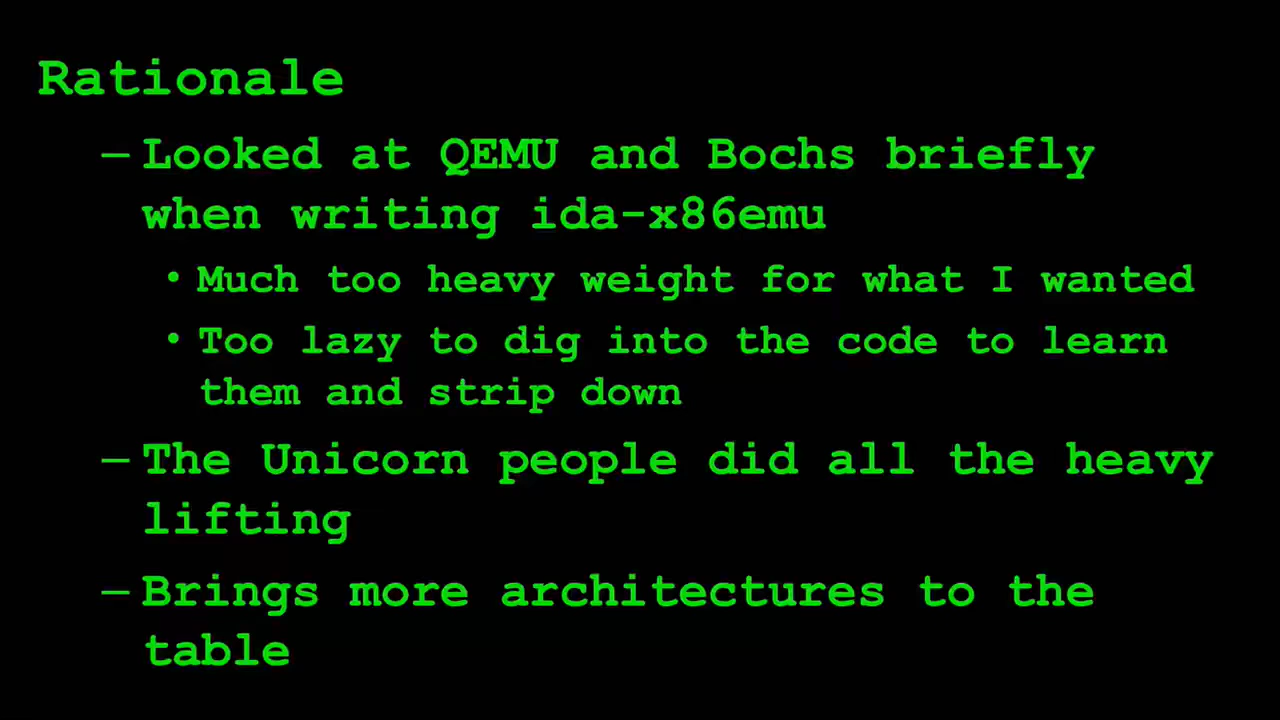 Rationale
– Looked at QEMU and Bochs briefly
when writing ida-x86emu
• Much too heavy weight for what I wanted
• Too lazy to dig into the code to learn
them and strip down
– The Unicorn people did all the heavy
lifting
– Brings more architectures to the
table